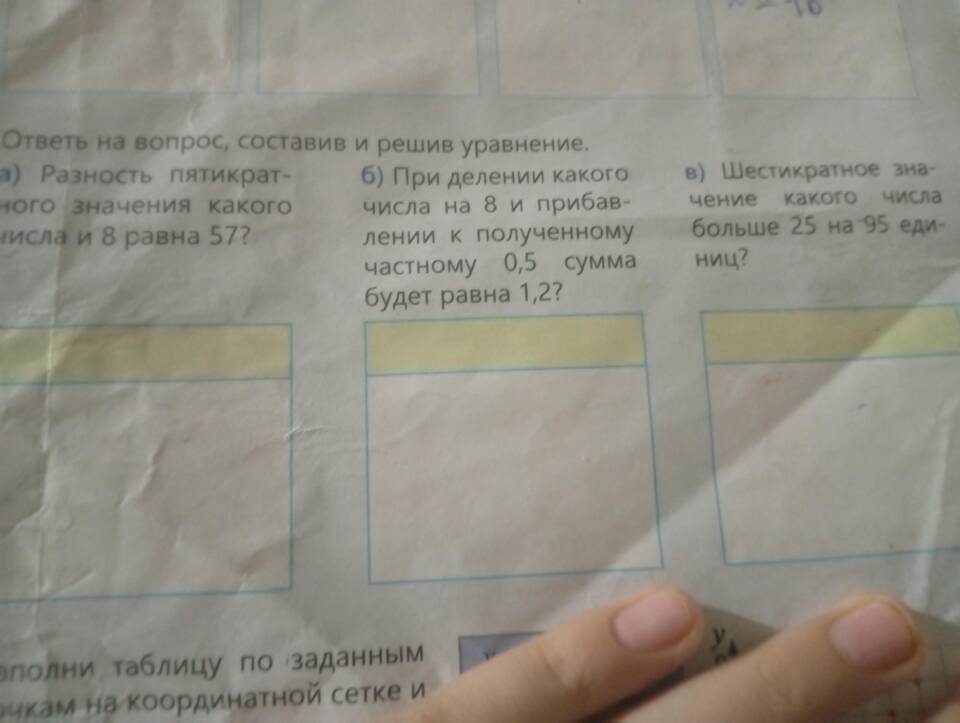 Ответь на вопрос, составив и решив уравнение.
а) Разность пятикрат-
ного значения какого
числа и 8 равна 57?
б) При делении какого
числа на 8 и прибав-
лении к полученному
частному 0,5 сумма
будет равна 1,2?
в) Шестикратное зна-
чение какого числа
больше 25 на 95 еди-
ниц?
аполни таблицу по заданным
очкам на координатной сетке и
y